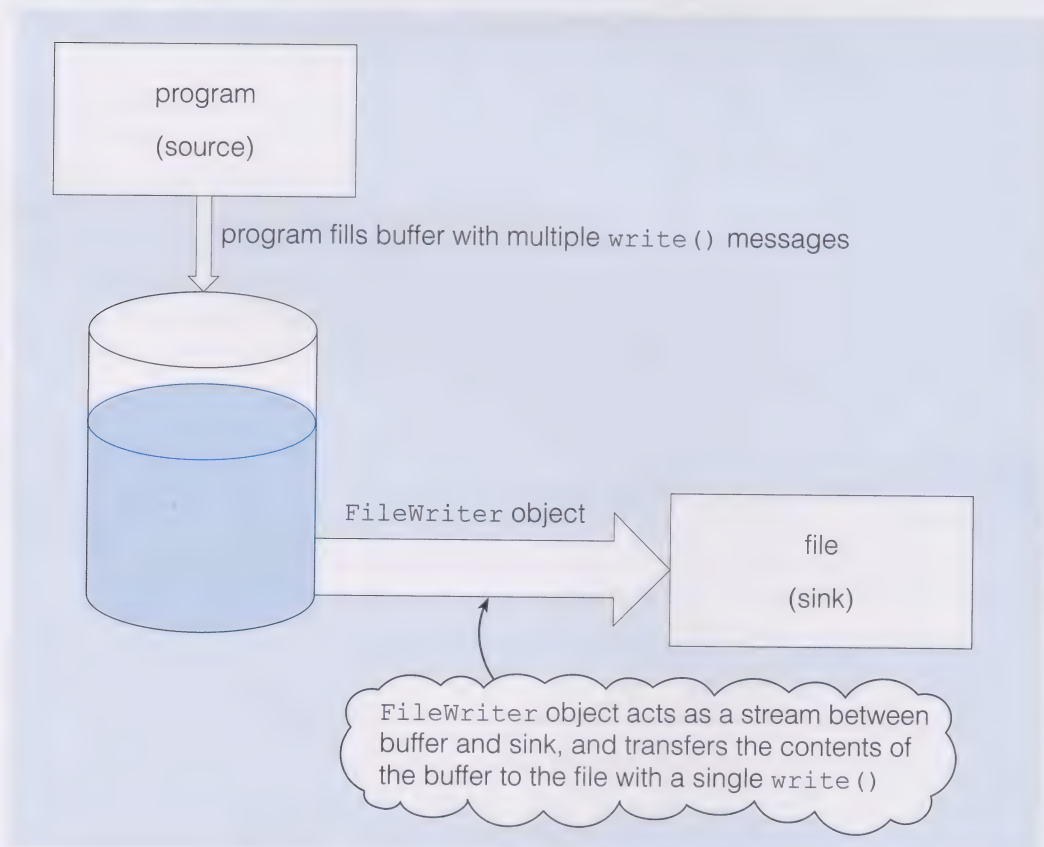 program
(source)
program fills buffer with multiple write() messages
FileWriter object
file
(sink)
FileWriter object acts as a stream between
buffer and sink, and transfers the contents of
the buffer to the file with a single write()